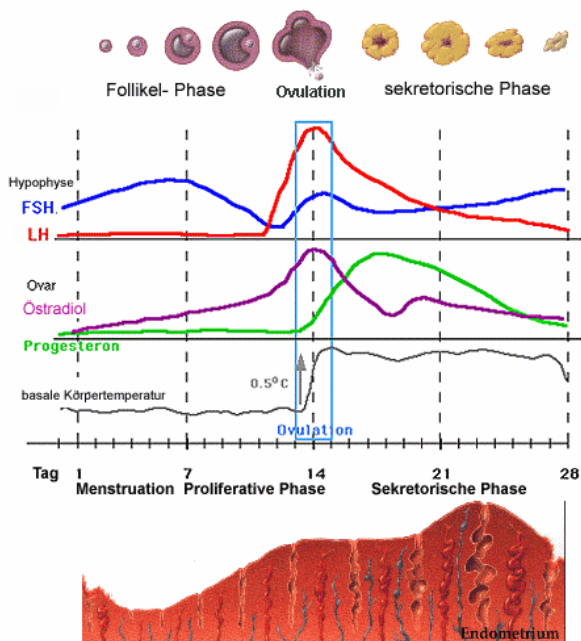 Follikel- Phase
Ovulation
sekretorische Phase
Hypophyse
FSH.
LH
Ovar
Östradiol
Progesteron
0.5°C
basale Körpertemperatur
Ovulation
Tag 1 7 14 21 28
Menstruation Proliferative Phase Sekretorische Phase
Endometrium